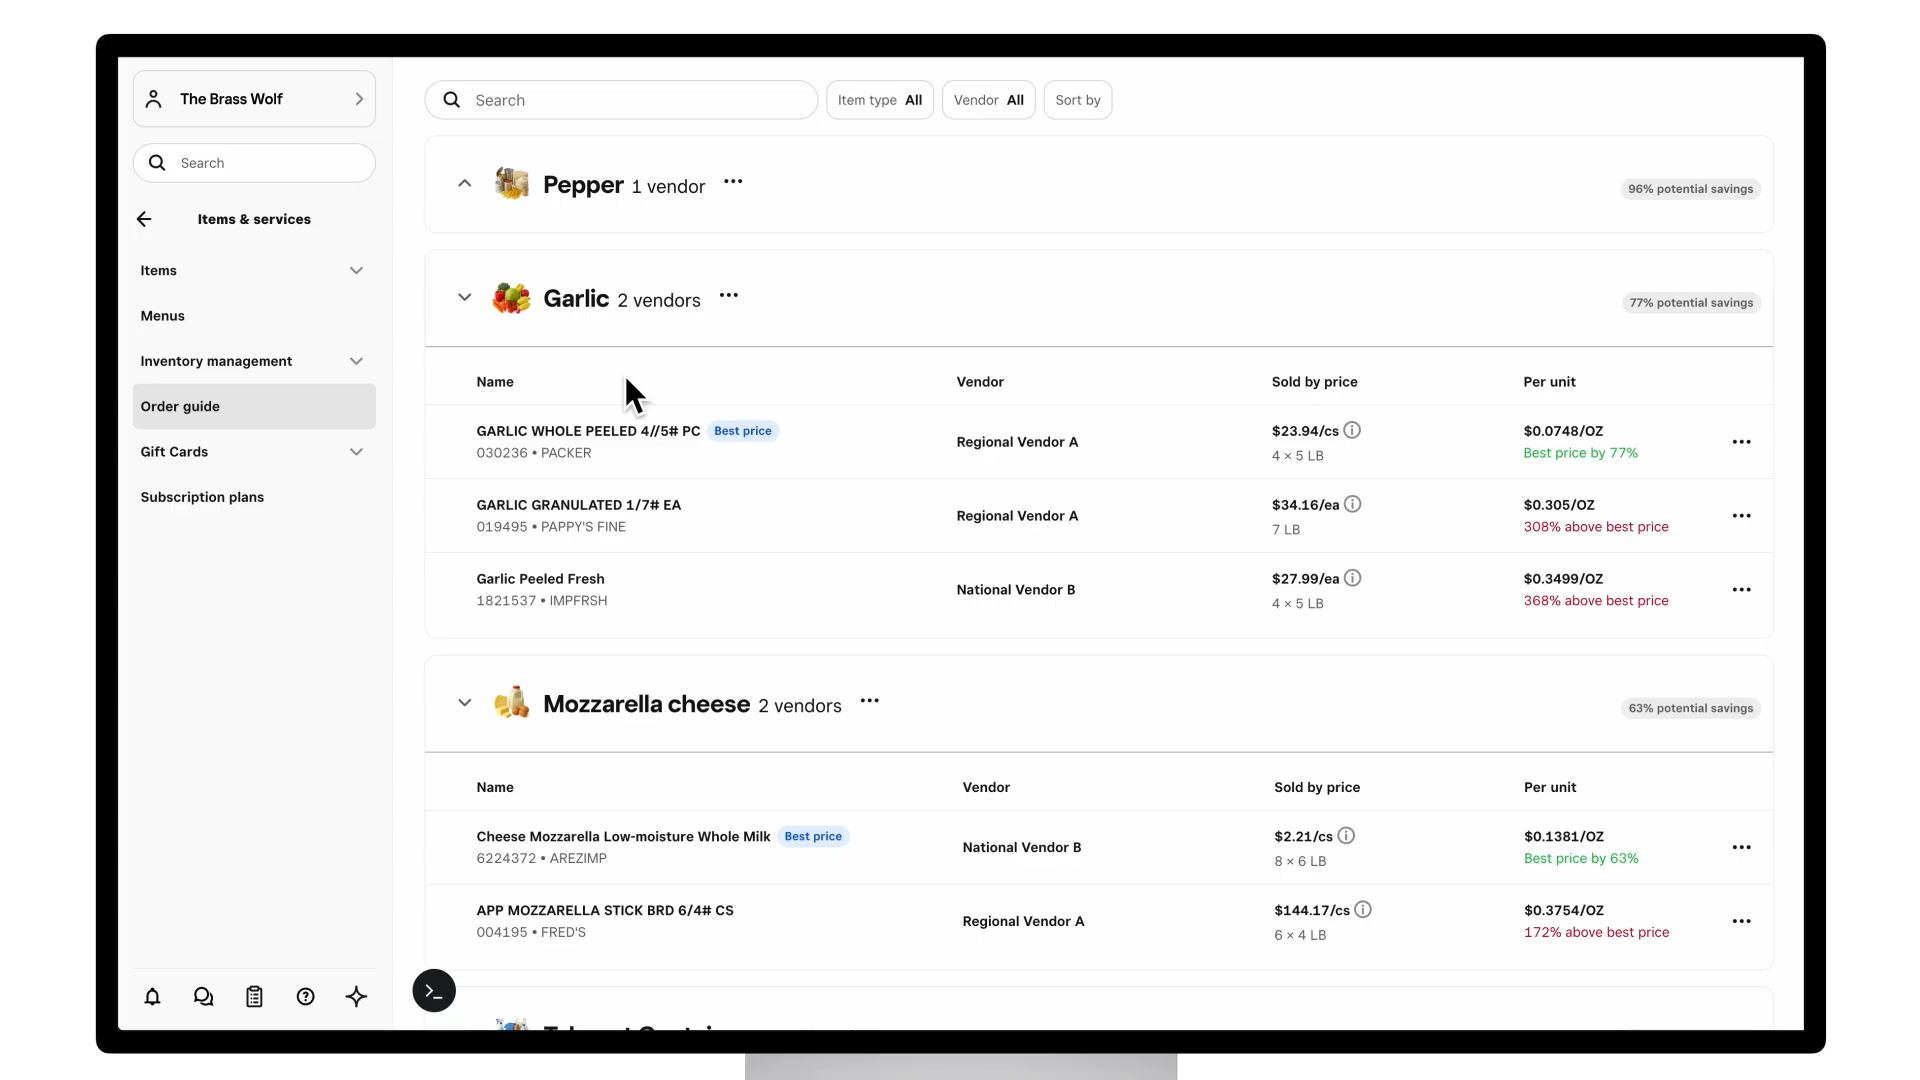 The Brass Wolf
Search
Items & services
Items
Menus
Inventory management
Order guide
Gift Cards
Subscription plans
Search
Item type All
Vendor All
Sort by
Pepper 1 vendor
96% potential savings
Garlic 2 vendors
77% potential savings
Name Vendor Sold by price Per unit
GARLIC WHOLE PEELED 4//5# PC Best price
030236 • PACKER
Regional Vendor A
$23.94/cs
4 × 5 LB
$0.0748/OZ
Best price by 77%
GARLIC GRANULATED 1/7# EA
019495 • PAPPY'S FINE
Regional Vendor A
$34.16/ea
7 LB
$0.305/OZ
308% above best price
Garlic Peeled Fresh
1821537 • IMPFRSH
National Vendor B
$27.99/ea
4 × 5 LB
$0.3499/OZ
368% above best price
Mozzarella cheese 2 vendors
63% potential savings
Name Vendor Sold by price Per unit
Cheese Mozzarella Low-moisture Whole Milk Best price
6224372 • AREZIMP
National Vendor B
$2.21/cs
8 × 6 LB
$0.1381/OZ
Best price by 63%
APP MOZZARELLA STICK BRD 6/4# CS
004195 • FRED'S
Regional Vendor A
$144.17/cs
6 × 4 LB
$0.3754/OZ
172% above best price